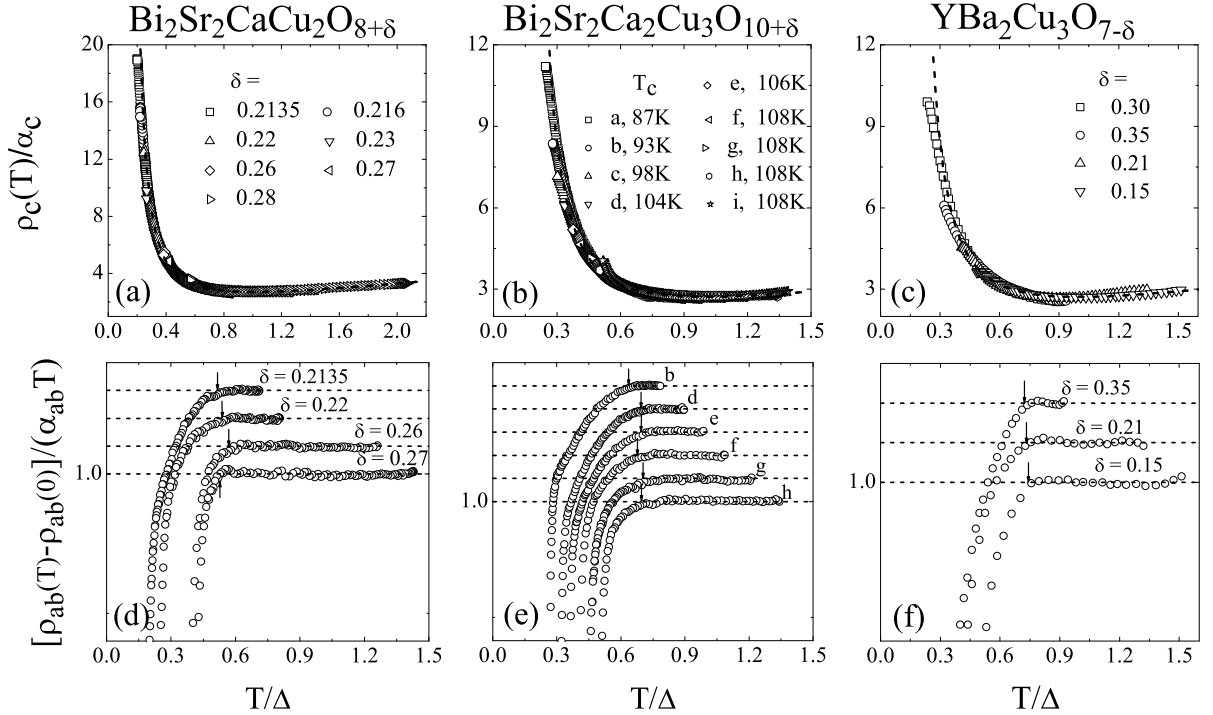 Bi₂Sr₂CaCu₂O₈₊δ
Bi₂Sr₂Ca₂Cu₃O₁₀₊δ
YBa₂Cu₃O₇₋δ
ρc(T)/αc
20
16
12
8
4
δ =
0.2135
0.216
0.22
0.23
0.26
0.27
0.28
(a)
0.0 0.4 0.8 1.2 1.6 2.0
12
9
6
3
Tc
a, 87K
b, 93K
c, 98K
d, 104K
e, 106K
f, 108K
g, 108K
h, 108K
i, 108K
(b)
0.0 0.3 0.6 0.9 1.2 1.5
12
9
6
3
δ =
0.30
0.35
0.21
0.15
(c)
0.0 0.3 0.6 0.9 1.2 1.5
[ρab(T)-ρab(0)]/(αabT)
1.0
δ = 0.2135
δ = 0.22
δ = 0.26
δ = 0.27
(d)
0.0 0.3 0.6 0.9 1.2 1.5
T/Δ
1.0
b
d
e
f
g
h
(e)
0.0 0.3 0.6 0.9 1.2 1.5
T/Δ
1.0
δ = 0.35
δ = 0.21
δ = 0.15
(f)
0.0 0.3 0.6 0.9 1.2 1.5
T/Δ